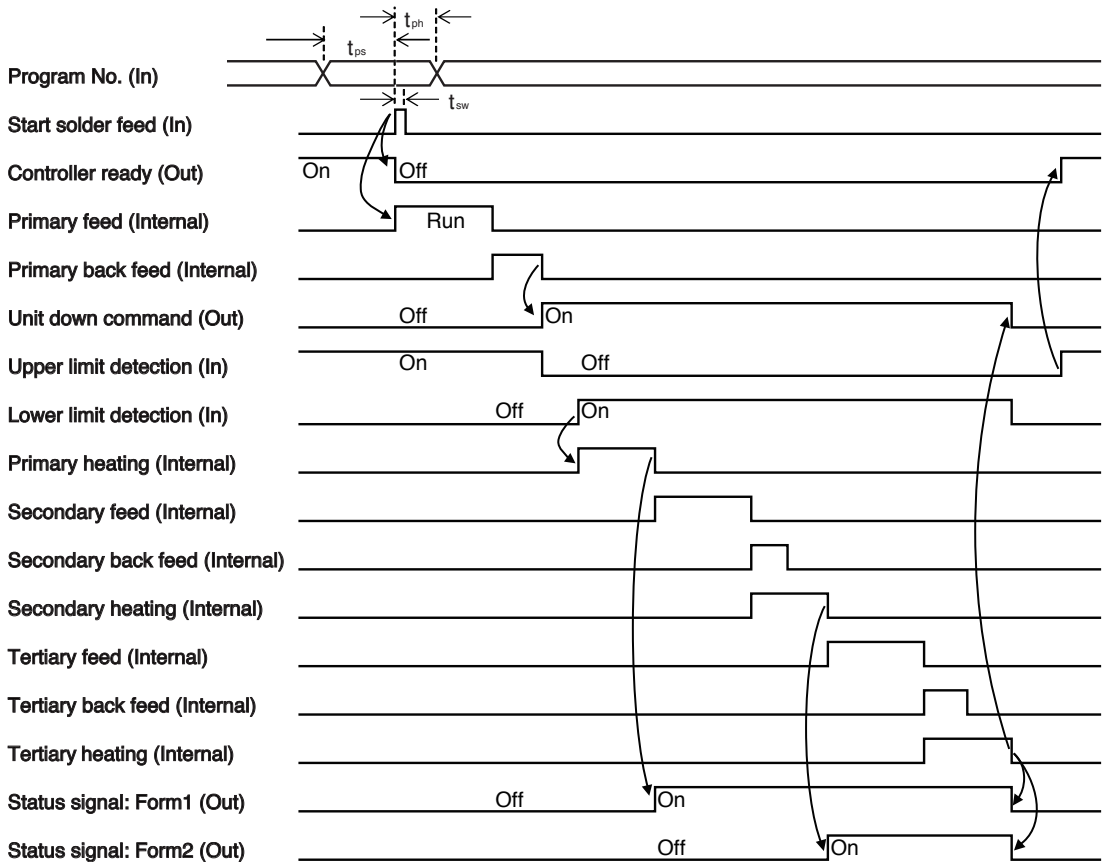 tph
tps
Program No. (In)
tsw
Start solder feed (In)
Controller ready (Out) On Off
Primary feed (Internal) Run
Primary back feed (Internal)
Unit down command (Out) Off On
Upper limit detection (In) On Off
Lower limit detection (In) Off On
Primary heating (Internal)
Secondary feed (Internal)
Secondary back feed (Internal)
Secondary heating (Internal)
Tertiary feed (Internal)
Tertiary back feed (Internal)
Tertiary heating (Internal)
Status signal: Form1 (Out) Off On
Status signal: Form2 (Out) Off On